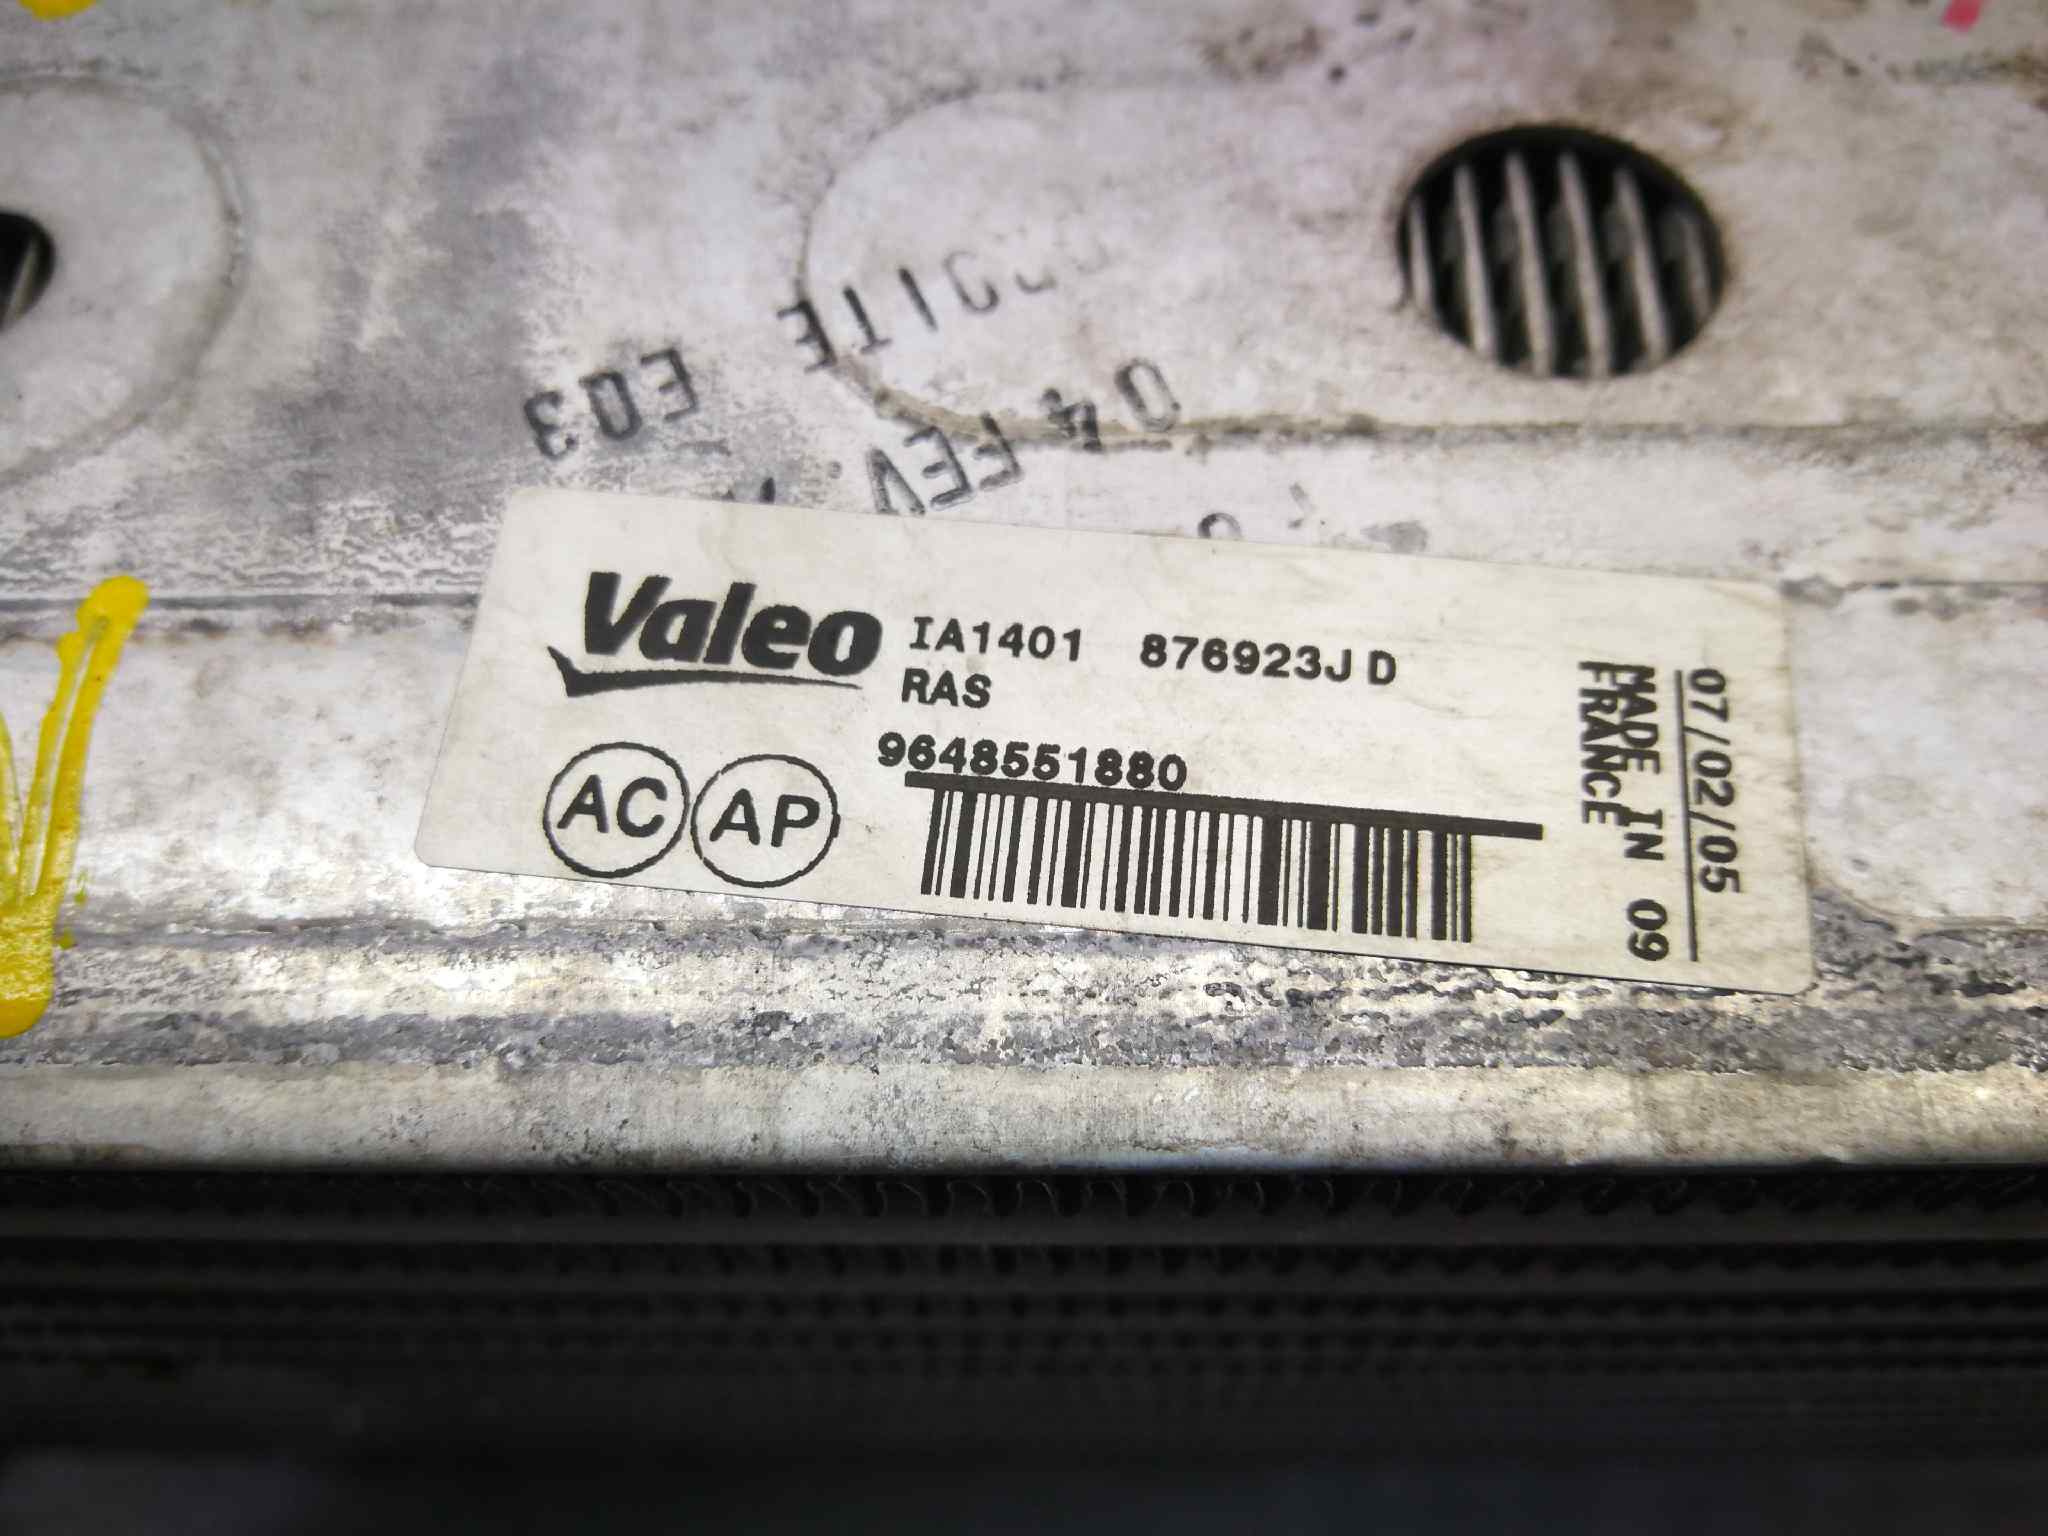 E03
04 FEV
Valeo IA1401 876923J D
RAS
9648551880
AC AP
07/02/05
MADE IN 09
FRANCE